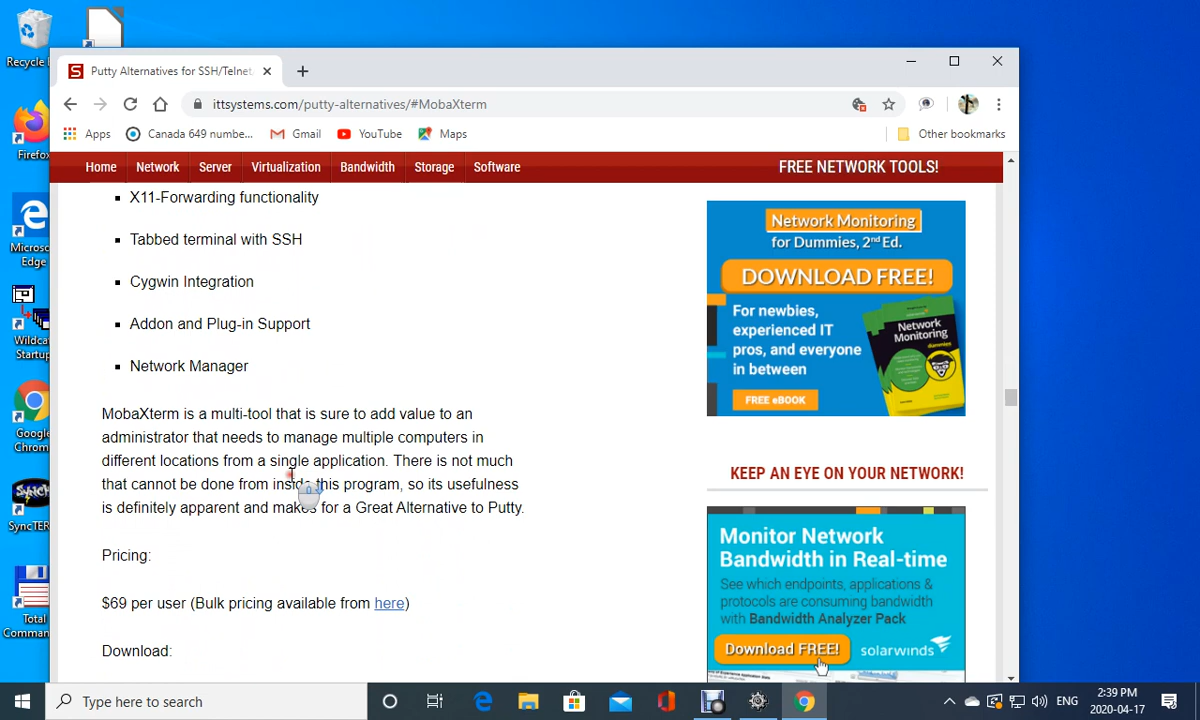 Recycle
Firefox
Microsoft
Edge
Wildcat
Startup
Google
Chrom
SyncTER
Total
Comman
Putty Alternatives for SSH/Telnet
ittsystems.com/putty-alternatives/#MobaXterm
Apps
Canada 649 numbe...
Gmail
YouTube
Maps
Other bookmarks
Home
Network
Server
Virtualization
Bandwidth
Storage
Software
FREE NETWORK TOOLS!
X11-Forwarding functionality
Tabbed terminal with SSH
Cygwin Integration
Addon and Plug-in Support
Network Manager
MobaXterm is a multi-tool that is sure to add value to an
administrator that needs to manage multiple computers in
different locations from a single application. There is not much
that cannot be done from inside this program, so its usefulness
is definitely apparent and makes for a Great Alternative to Putty.
Pricing:
$69 per user (Bulk pricing available from here)
Download:
Network Monitoring
for Dummies, 2nd Ed.
DOWNLOAD FREE!
For newbies,
experienced IT
pros, and everyone
in between
FREE eBOOK
Network
Monitoring
dummies
KEEP AN EYE ON YOUR NETWORK!
Monitor Network
Bandwidth in Real-time
See which endpoints, applications &
protocols are consuming bandwidth
with Bandwidth Analyzer Pack
Download FREE!
solarwinds
Type here to search
ENG
2:39 PM
2020-04-17